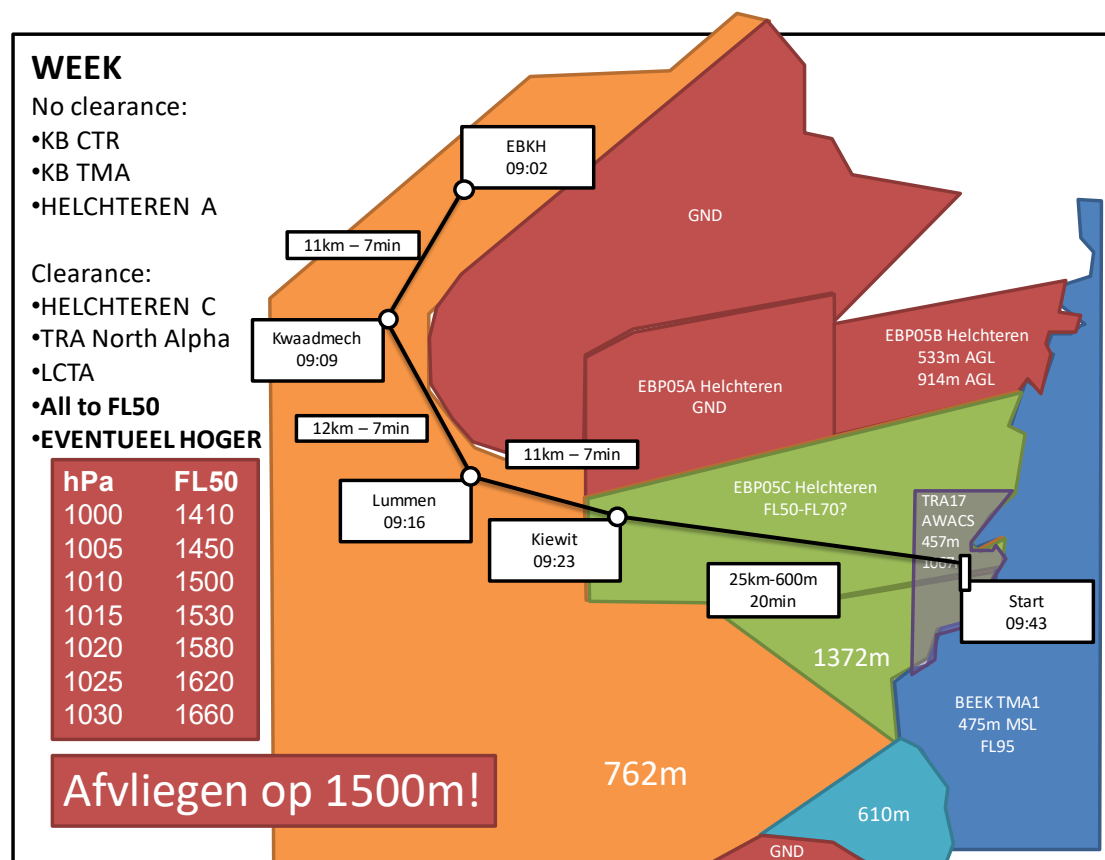 WEEK
No clearance:
•KB CTR
•KB TMA
•HELCHTEREN A
Clearance:
•HELCHTEREN C
•TRA North Alpha
•LCTA
•All to FL50
•EVENTUEEL HOGER
hPa FL50
1000 1410
1005 1450
1010 1500
1015 1530
1020 1580
1025 1620
1030 1660
Afvliegen op 1500m!
EBKH
09:02
11km – 7min
Kwaadmech
09:09
12km – 7min
Lummen
09:16
11km – 7min
Kiewit
09:23
25km-600m
20min
Start
09:43
GND
EBP05A Helchteren
GND
EBP05B Helchteren
533m AGL
914m AGL
EBP05C Helchteren
FL50-FL70?
TRA17
AWACS
457m
1372m
BEEK TMA1
475m MSL
FL95
762m
610m
GND